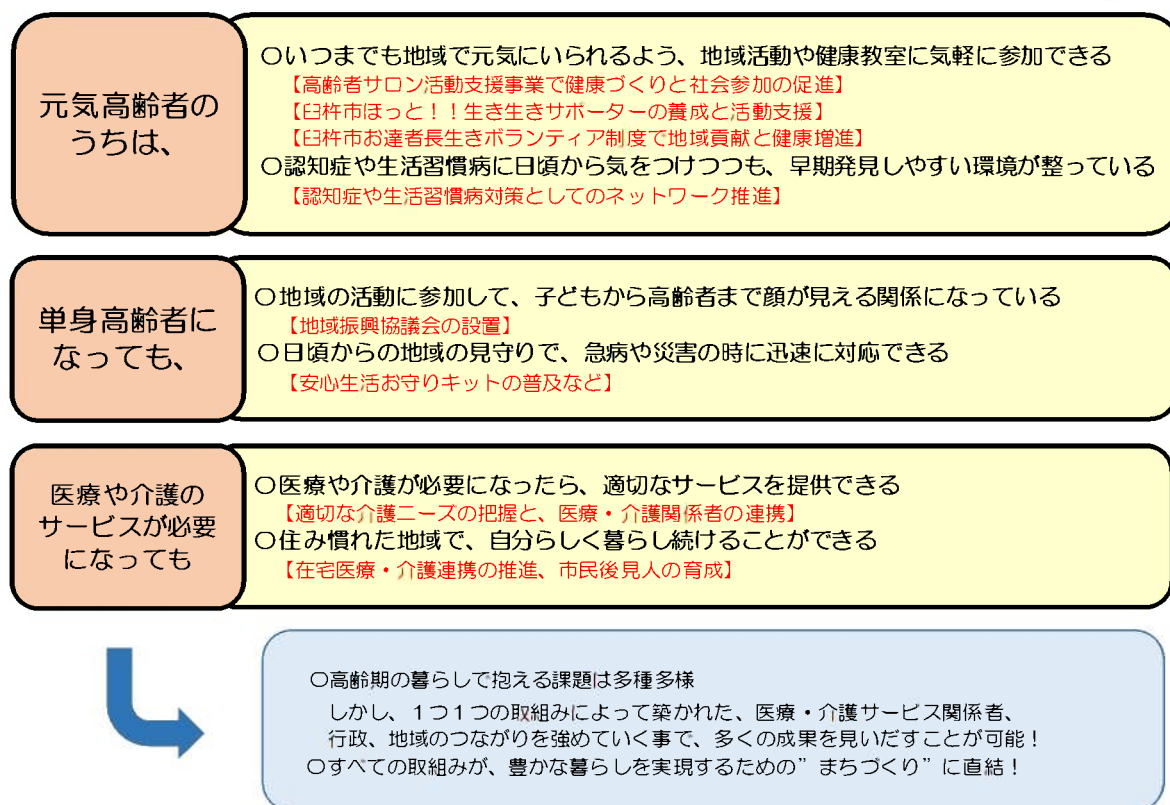 元気高齢者の
うちは、
〇いつまでも地域で元気にいられるよう、地域活動や健康教室に気軽に参加できる
【高齢者サロン活動支援事業で健康づくりと社会参加の促進】
【臼杵市ほっと！！生き生きサポーターの養成と活動支援】
【臼杵市お達者長生きボランティア制度で地域貢献と健康増進】
〇認知症や生活習慣病に日頃から気をつけつつも、早期発見しやすい環境が整っている
【認知症や生活習慣病対策としてのネットワーク推進】
単身高齢者に
なっても、
〇地域の活動に参加して、子どもから高齢者まで顔が見える関係になっている
【地域振興協議会の設置】
〇日頃からの地域の見守りで、急病や災害の時に迅速に対応できる
【安心生活お守りキットの普及など】
医療や介護の
サービスが必要
になっても
〇医療や介護が必要になったら、適切なサービスを提供できる
【適切な介護ニーズの把握と、医療・介護関係者の連携】
〇住み慣れた地域で、自分らしく暮らし続けることができる
【在宅医療・介護連携の推進、市民後見人の育成】
〇高齢期の暮らしで抱える課題は多種多様
しかし、１つ１つの取組みによって築かれた、医療・介護サービス関係者、
行政、地域のつながりを強めていく事で、多くの成果を見いだすことが可能！
〇すべての取組みが、豊かな暮らしを実現するための”まちづくり”に直結！